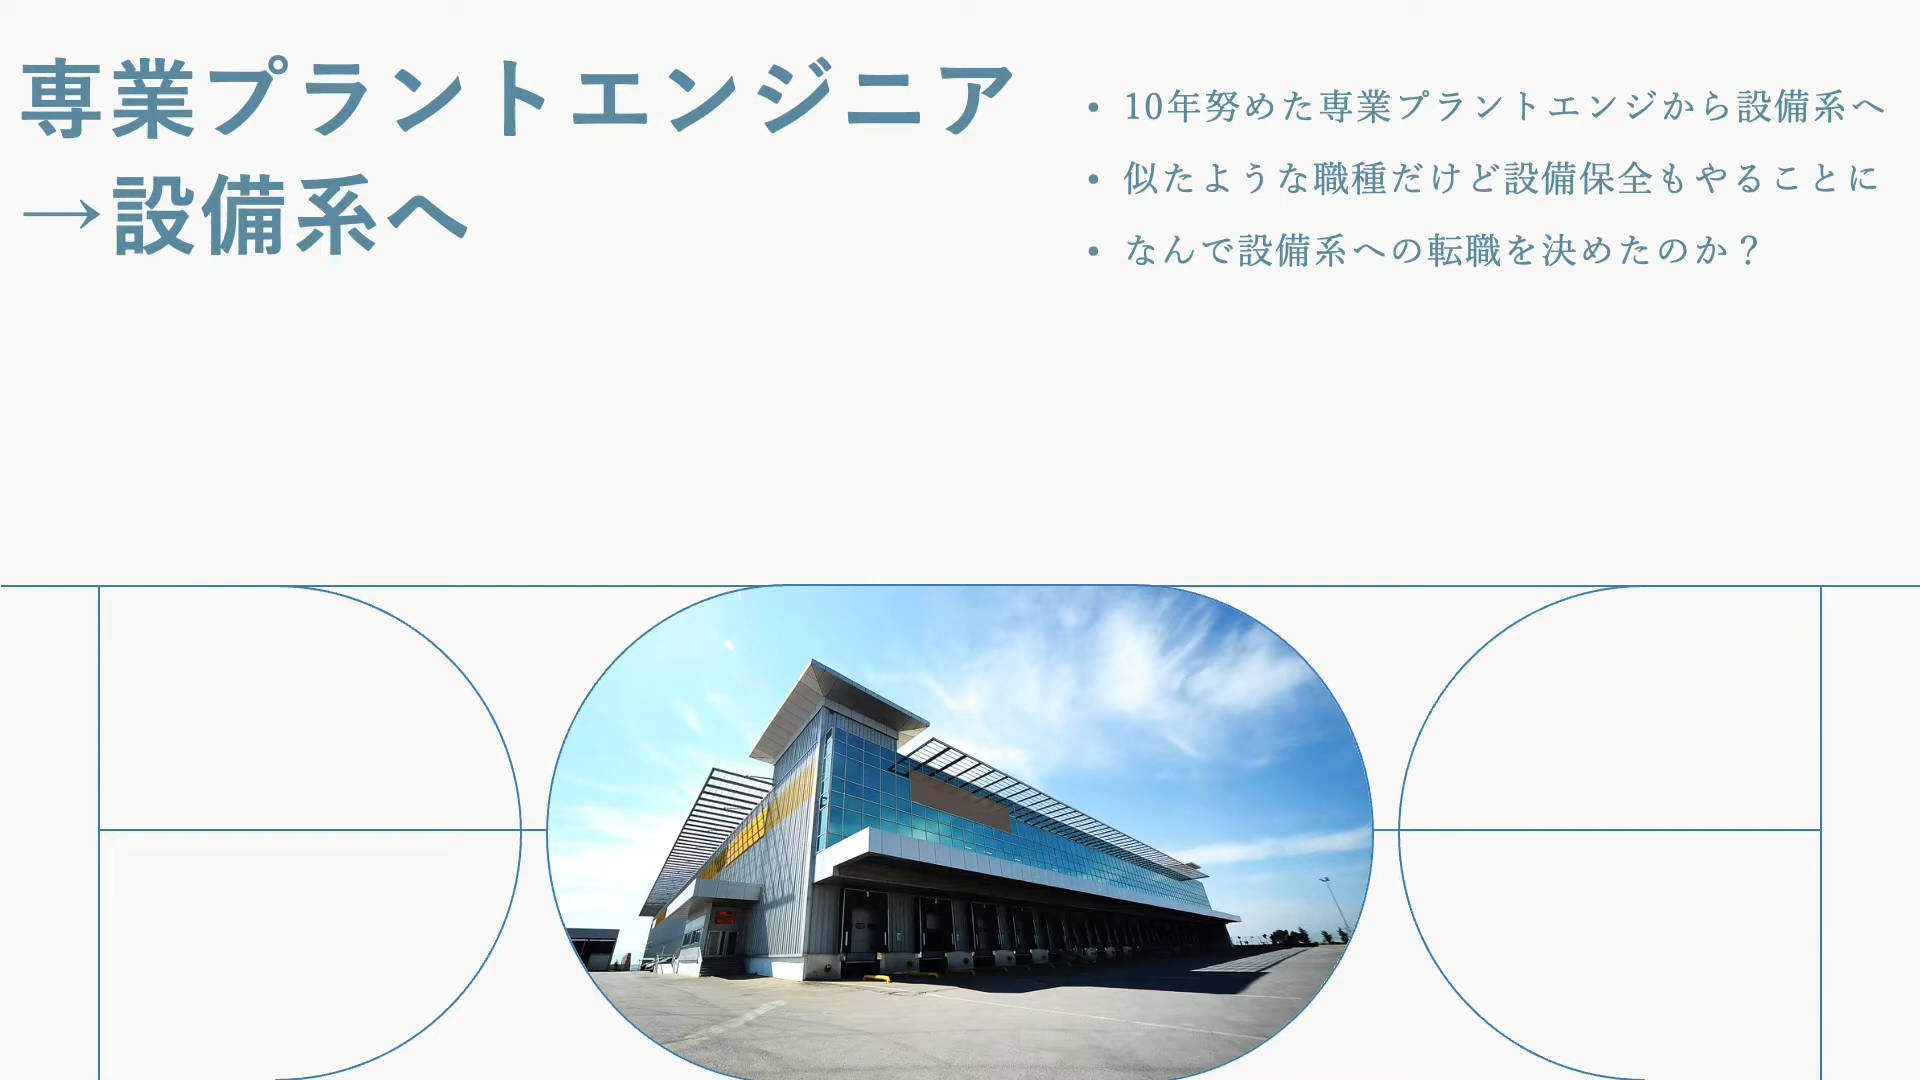 専業プラントエンジニア
→設備系へ
• 10年努めた専業プラントエンジから設備系へ
• 似たような職種だけど設備保全もやることに
• なんで設備系への転職を決めたのか？